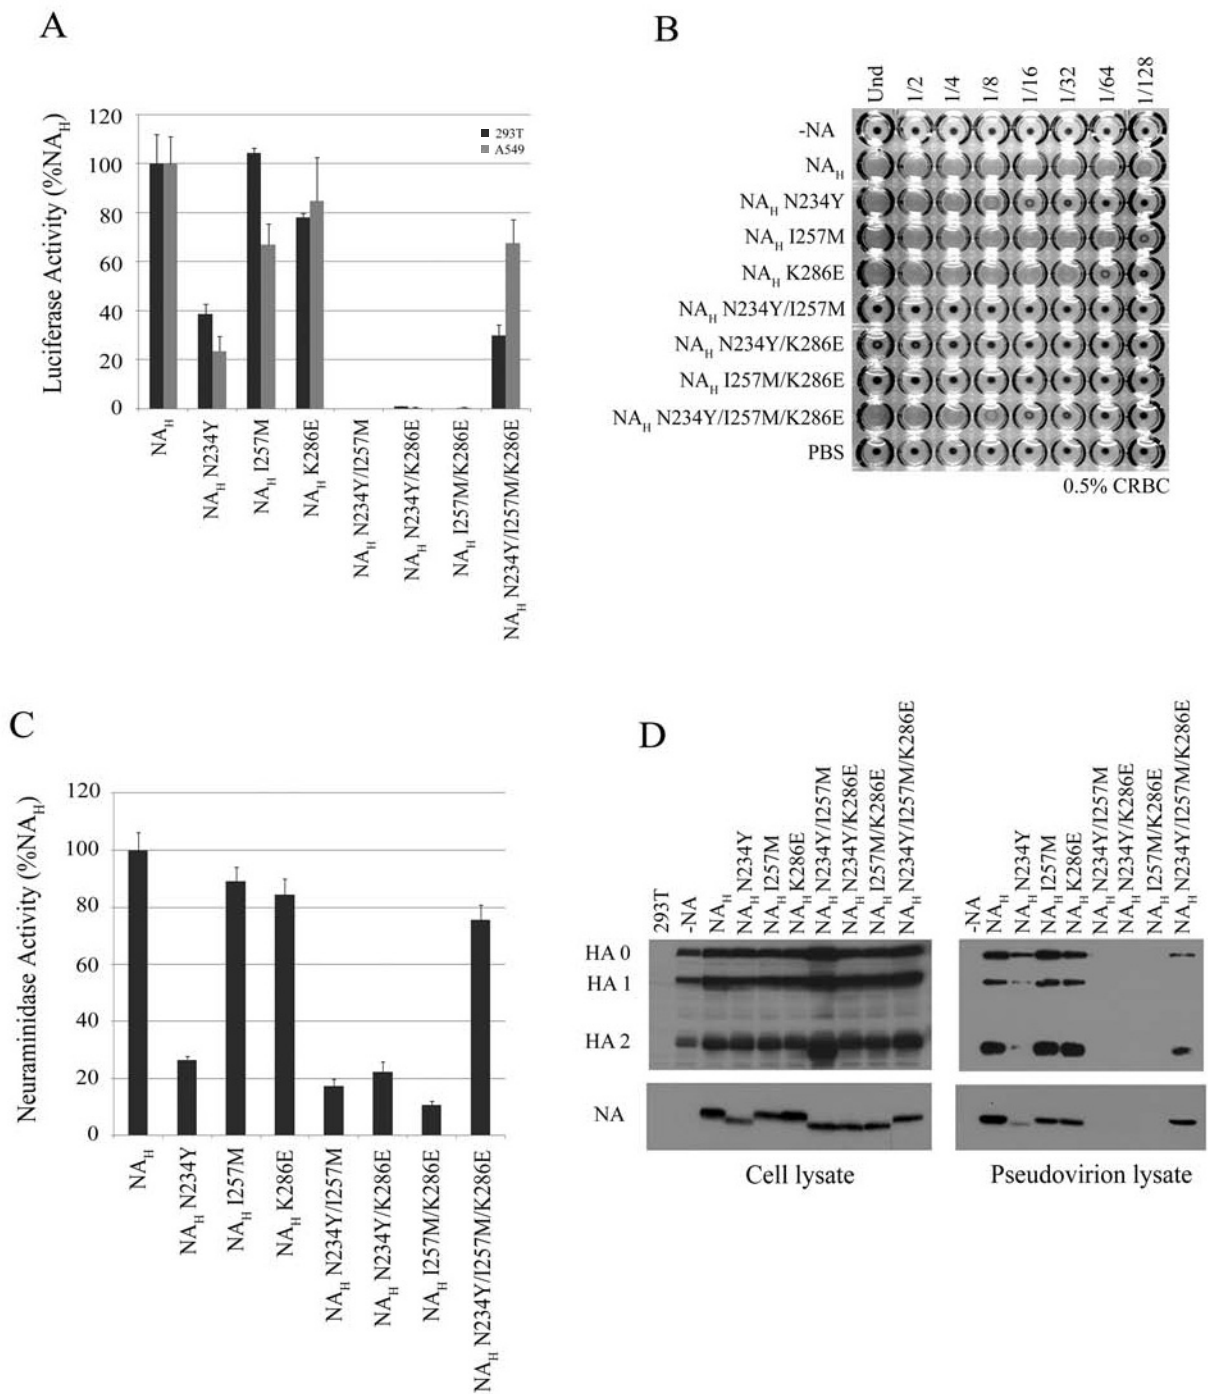 A
Luciferase Activity (%NAH)
120
100
80
60
40
20
0
293T
A549
NAH
NAH N234Y
NAH I257M
NAH K286E
NAH N234Y/I257M
NAH N234Y/K286E
NAH I257M/K286E
NAH N234Y/I257M/K286E
B
Und
1/2
1/4
1/8
1/16
1/32
1/64
1/128
-NA
NAH
NAH N234Y
NAH I257M
NAH K286E
NAH N234Y/I257M
NAH N234Y/K286E
NAH I257M/K286E
NAH N234Y/I257M/K286E
PBS
0.5% CRBC
C
Neuraminidase Activity (%NAH)
120
100
80
60
40
20
0
NAH
NAH N234Y
NAH I257M
NAH K286E
NAH N234Y/I257M
NAH N234Y/K286E
NAH I257M/K286E
NAH N234Y/I257M/K286E
D
293T
-NA
NAH
NAH N234Y
NAH I257M
NAH K286E
NAH N234Y/I257M
NAH N234Y/K286E
NAH I257M/K286E
NAH N234Y/I257M/K286E
-NA
NAH
NAH N234Y
NAH I257M
NAH K286E
NAH N234Y/I257M
NAH N234Y/K286E
NAH I257M/K286E
NAH N234Y/I257M/K286E
HA 0
HA 1
HA 2
NA
Cell lysate
Pseudovirion lysate